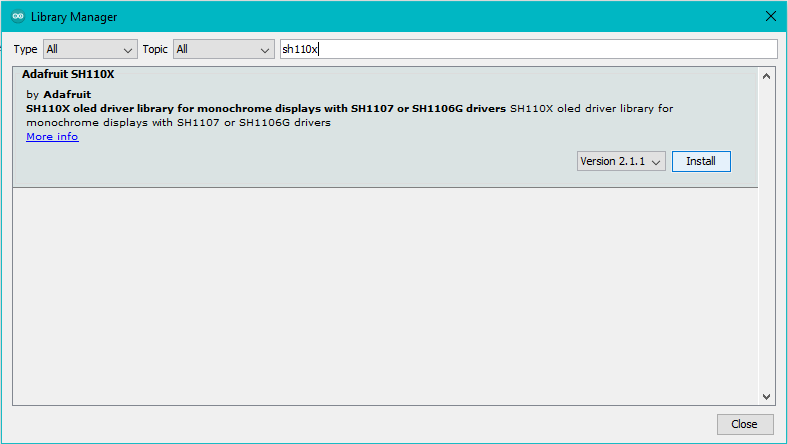 Library Manager
Type All Topic All sh110x
Adafruit SH110X
by Adafruit
SH110X oled driver library for monochrome displays with SH1107 or SH1106G drivers SH110X oled driver library for
monochrome displays with SH1107 or SH1106G drivers
More info
Version 2.1.1 Install
Close